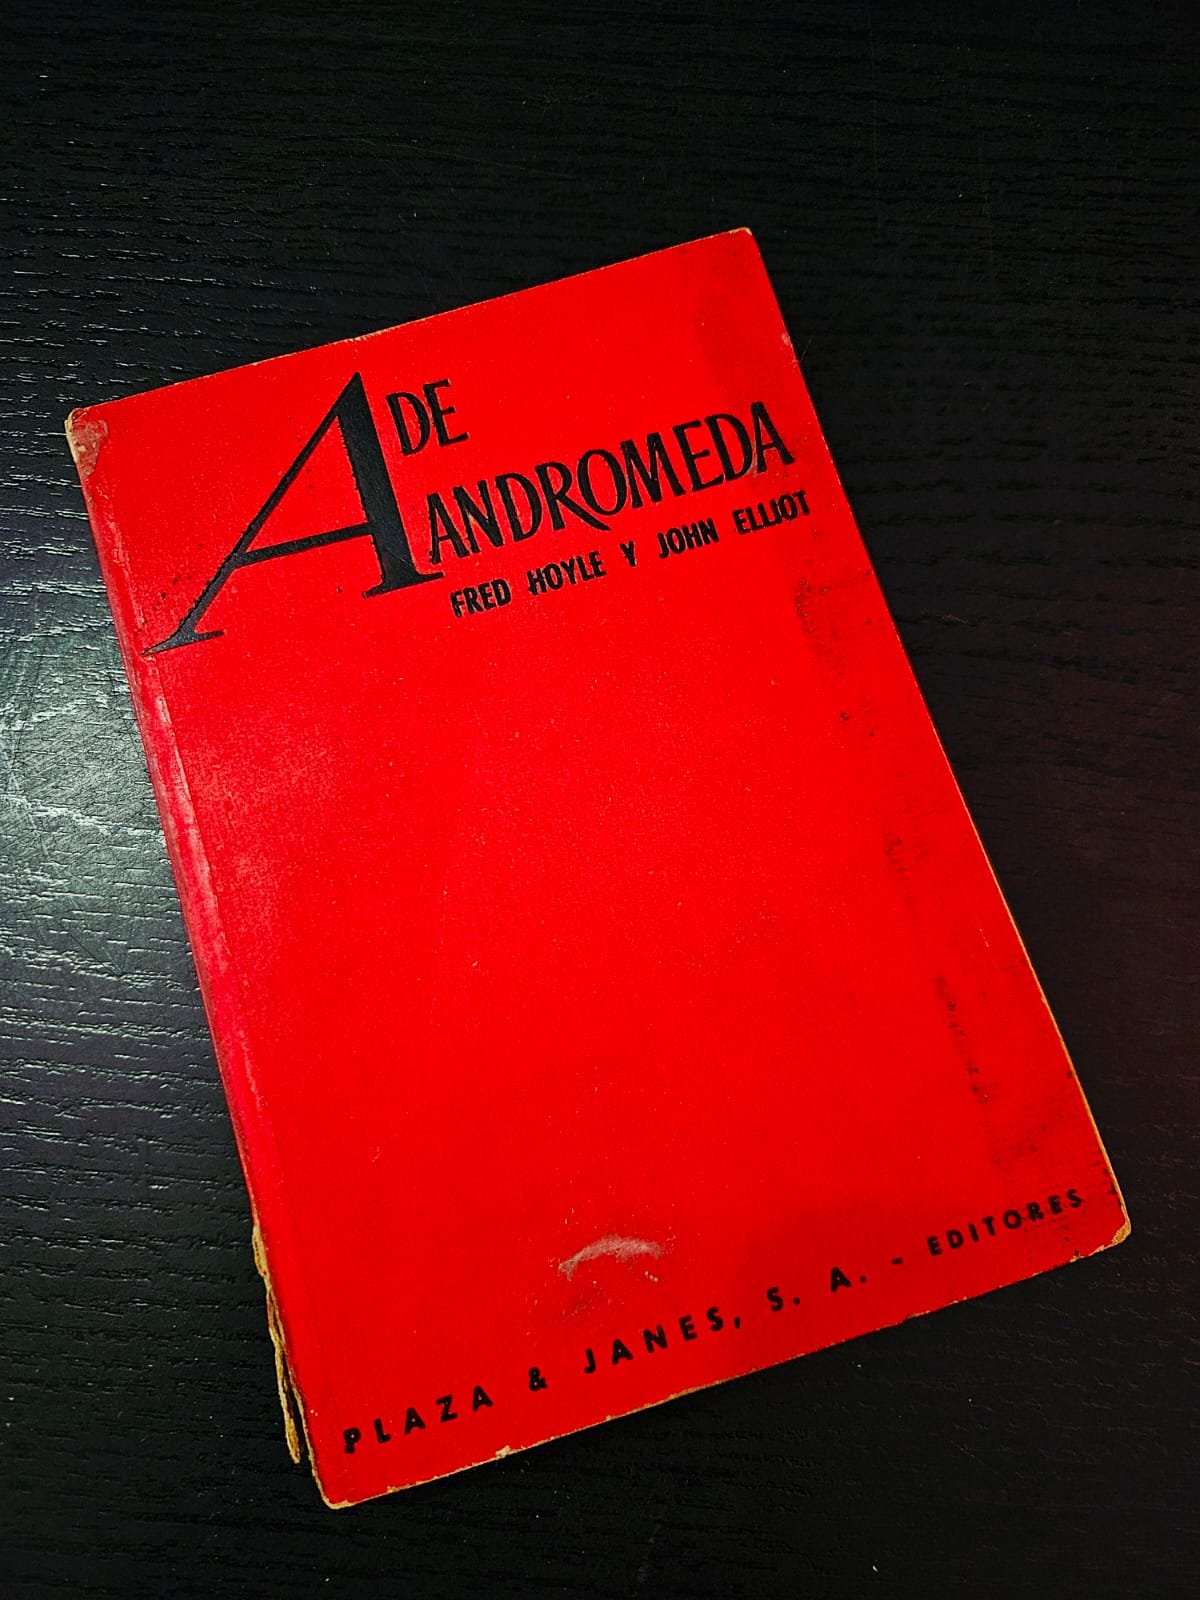 A DE
ANDROMEDA
FRED HOYLE Y JOHN ELLIOT
PLAZA & JANES, S. A. - EDITORES